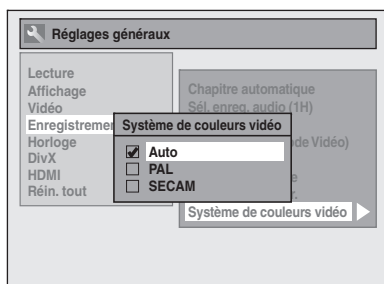 Réglages généraux
Lecture
Affichage
Vidéo
Enregistremen
Horloge
DivX
HDMI
Réin. tout
Chapitre automatique
Sél. enreg. audio (1H)
Système de couleurs vidéo
Auto
PAL
SECAM
ode Vidéo)
e
r.
Système de couleurs vidéo